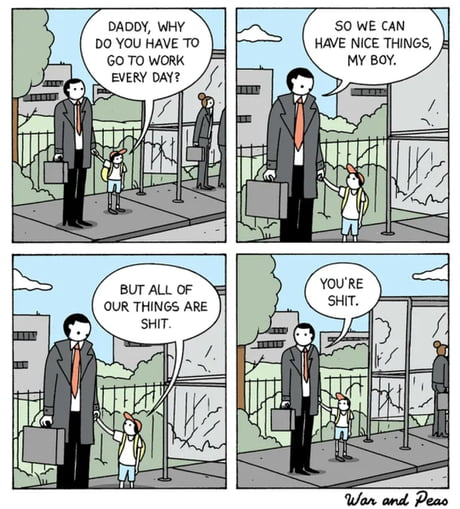 DADDY, WHY
DO YOU HAVE TO
GO TO WORK
EVERY DAY?
SO WE CAN
HAVE NICE THINGS,
MY BOY.
BUT ALL OF
OUR THINGS ARE
SHIT.
YOU'RE
SHIT.
War and Peas